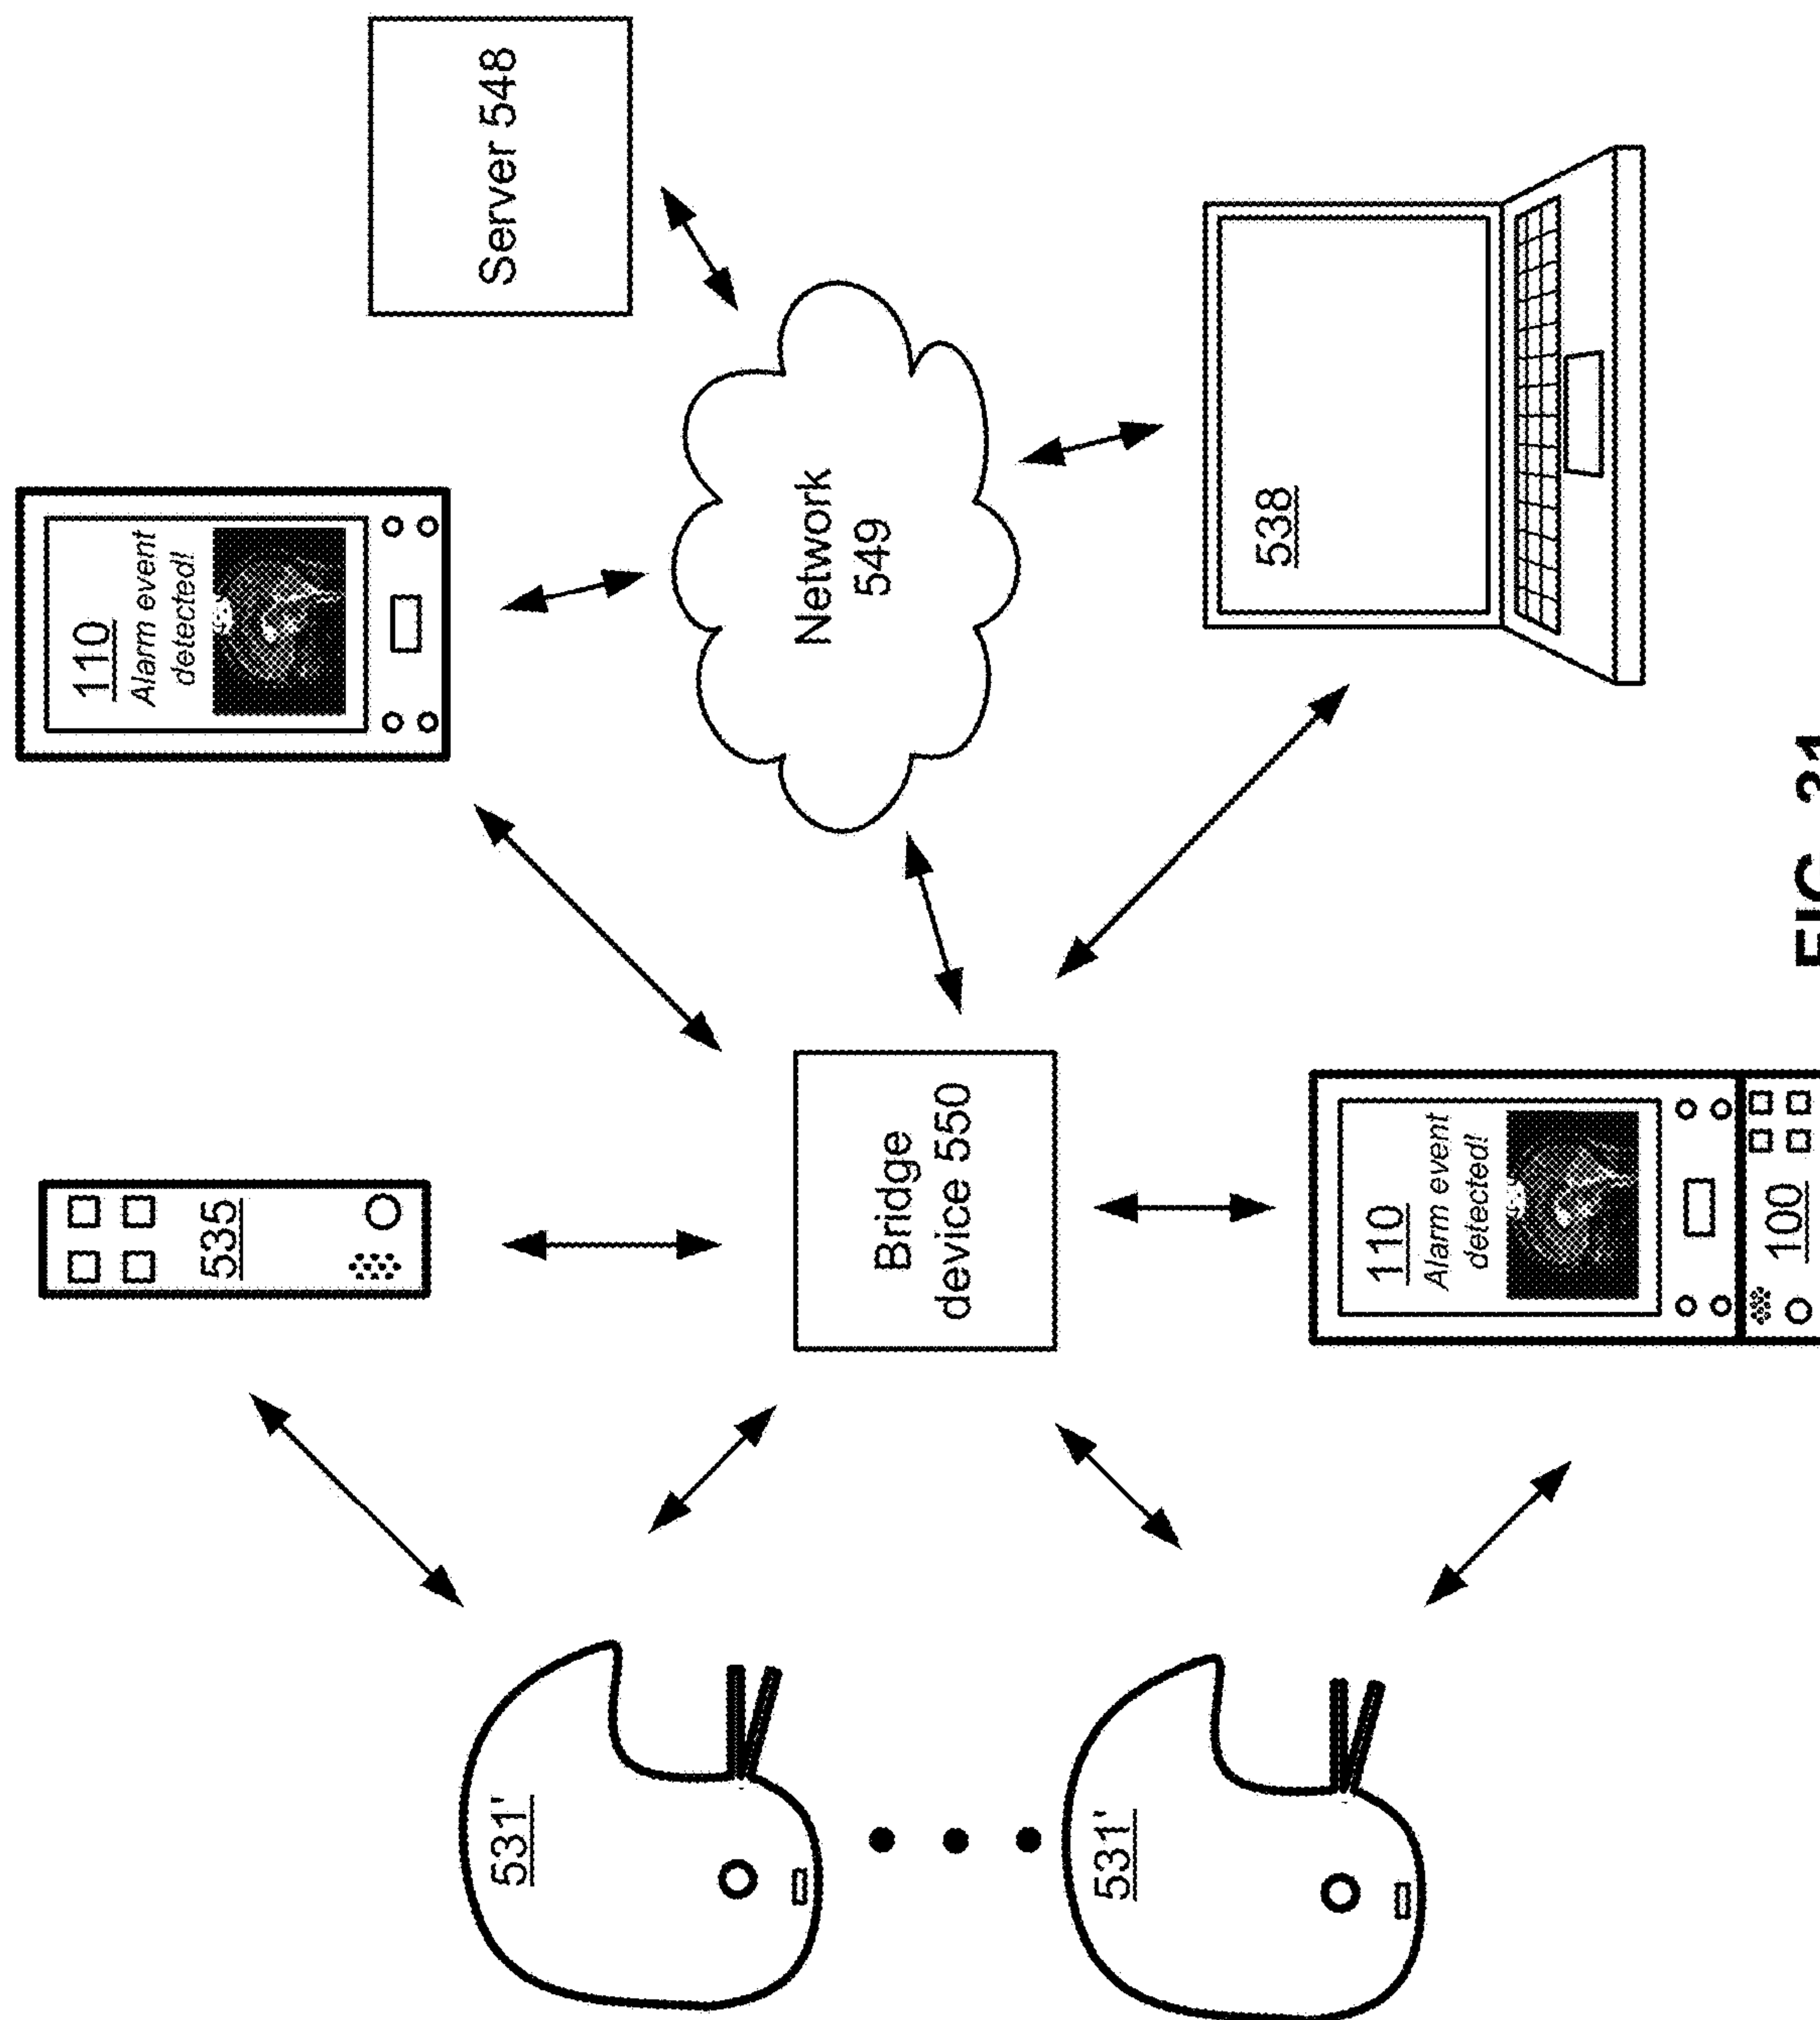 110
Alarm event
detected!
535
Server 548
531'
Network
549
Bridge
device 550
531'
538
110
Alarm event
detected!
100
FIG.